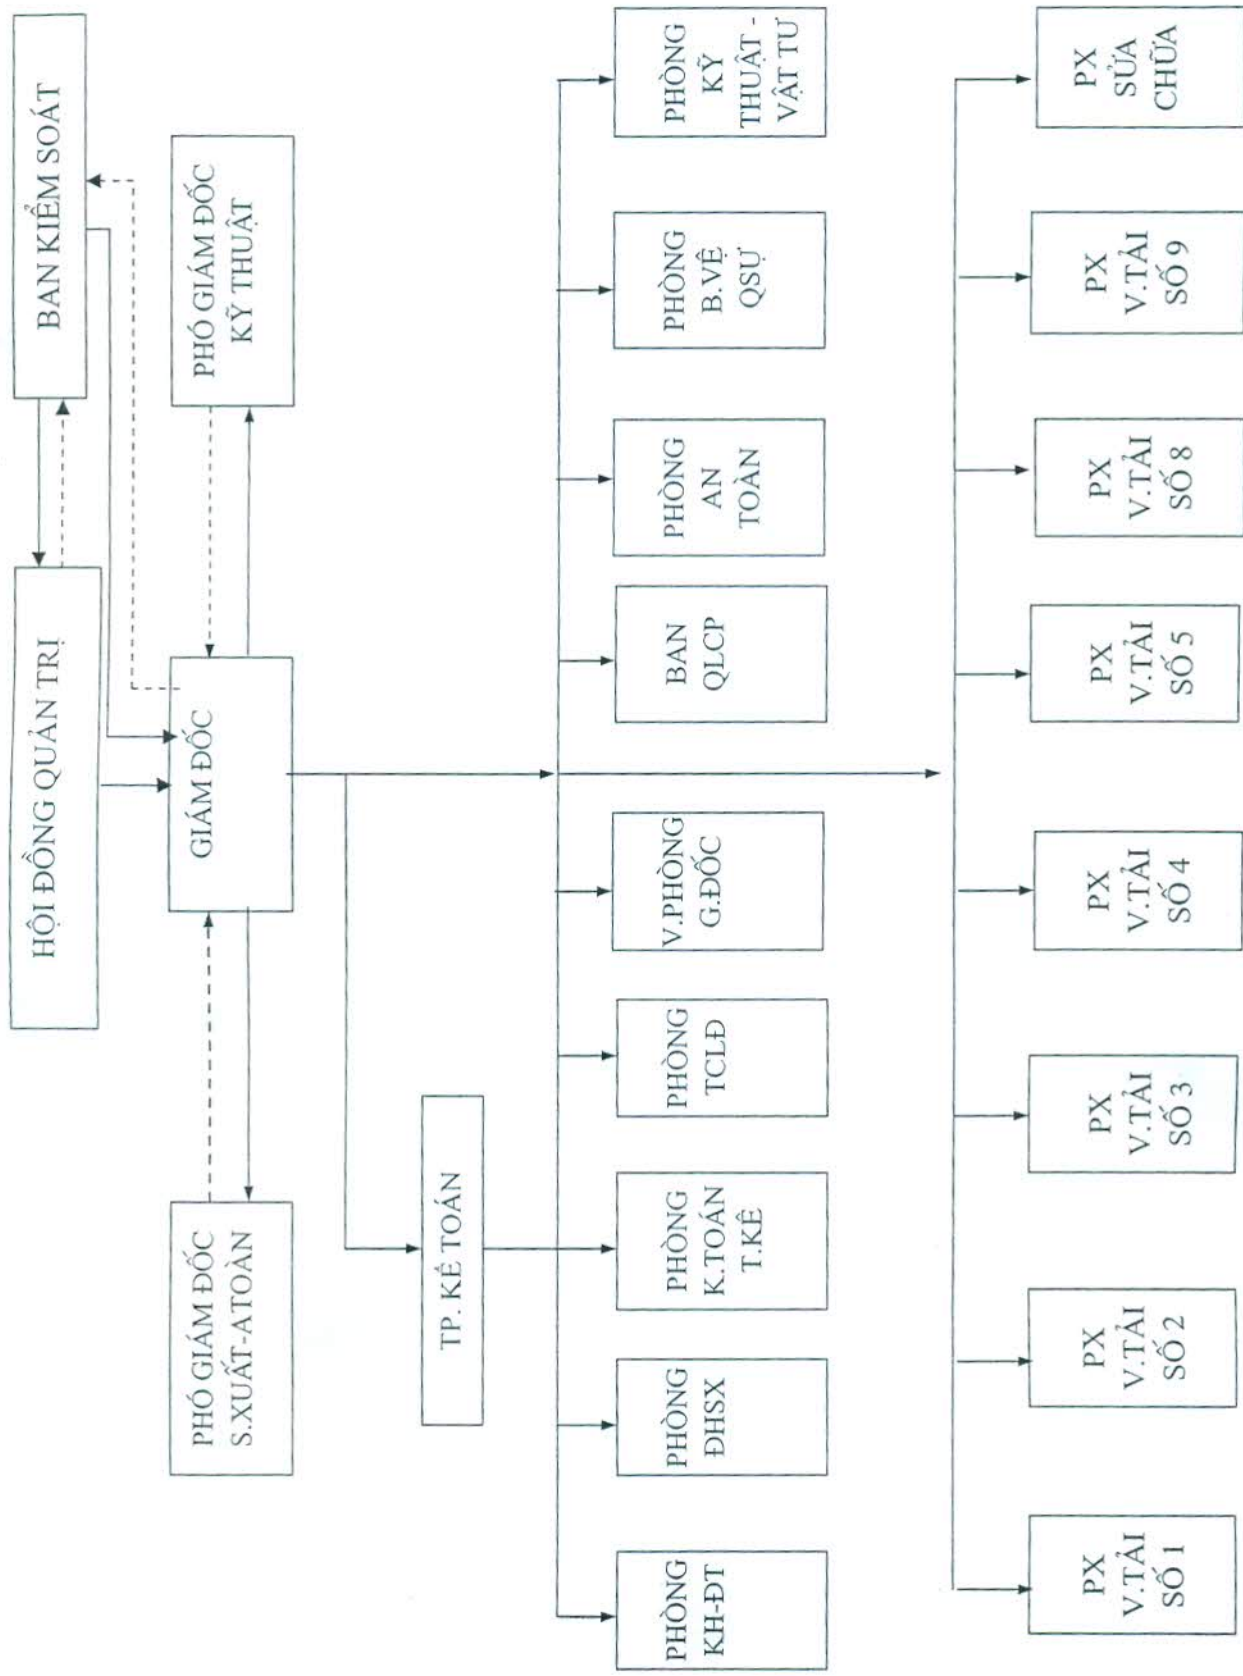 HỘI ĐỒNG QUẢN TRỊ
BAN KIỂM SOÁT
PHÓ GIÁM ĐỐC
S.XUẤT-ATOÀN
GIÁM ĐỐC
PHÓ GIÁM ĐỐC
KỸ THUẬT
TP. KẾ TOÁN
PHÒNG
KH-ĐT
PHÒNG
ĐHSX
PHÒNG
K.TOÁN
T.KÊ
PHÒNG
TCLĐ
V.PHÒNG
G.ĐỐC
BAN
QLCP
PHÒNG
AN
TOÀN
PHÒNG
B.VỆ
QSỰ
PHÒNG
KỸ
THUẬT -
VẬT TƯ
PX
V.TẢI
SỐ 1
PX
V.TẢI
SỐ 2
PX
V.TẢI
SỐ 3
PX
V.TẢI
SỐ 4
PX
V.TẢI
SỐ 5
PX
V.TẢI
SỐ 8
PX
V.TẢI
SỐ 9
PX
SỬA
CHỮA